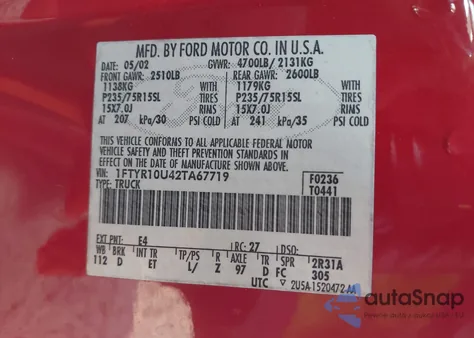 MFD. BY FORD MOTOR CO. IN U.S.A.
DATE: 05/02 GVWR: 4700LB/ 2131KG
FRONT GAWR: 2510LB REAR GAWR: 2600LB
1138KG WITH 1179KG WITH
P235/75R15SL TIRES P235/75R15SL TIRES
15X7.0J RIMS 15X7.0J RIMS
AT 207 kPa/30 PSI COLD AT 241 kPa/35 PSI COLD
THIS VEHICLE CONFORMS TO ALL APPLICABLE FEDERAL MOTOR
VEHICLE SAFETY AND THEFT PREVENTION STANDARDS IN
EFFECT ON THE DATE OF MANUFACTURE SHOWN ABOVE.
VIN: 1FTYR10U42TA67719 F0236
TYPE: TRUCK T0441
EXT PNT: E4 RC: 27 DSO:
WB BRK INT TR TP/PS R AXLE TR
112 D ET L/ Z 97 D FC 305
2R31A
UTC 2USA-1520472-AA
autoSnap